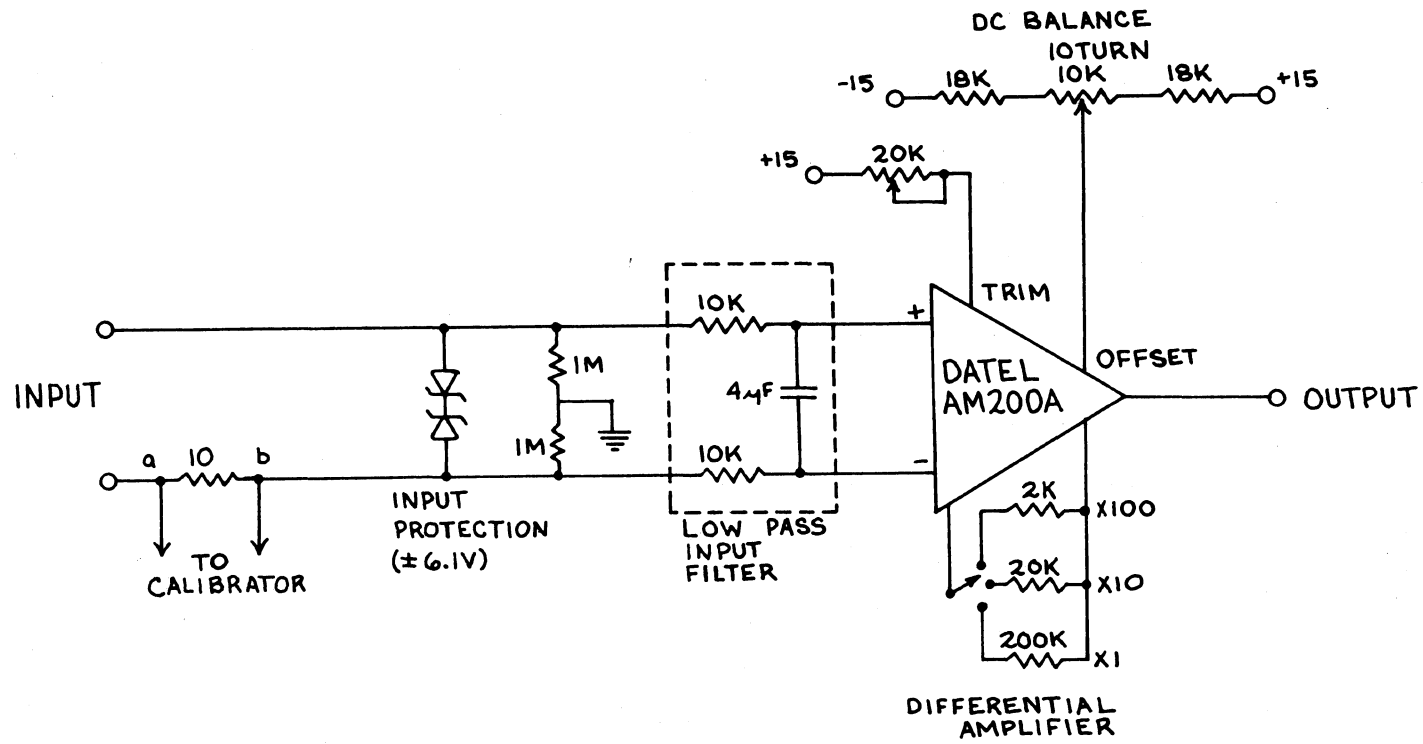 DC BALANCE
10TURN
-15
18K
10K
18K
+15
+15
20K
TRIM
OFFSET
10K
+
INPUT
1M
1M
4μF
DATEL
AM200A
OUTPUT
a
10
b
10K
-
INPUT
PROTECTION
(±6.1V)
LOW PASS
INPUT
FILTER
TO
CALIBRATOR
2K
X100
20K
X10
200K
X1
DIFFERENTIAL
AMPLIFIER